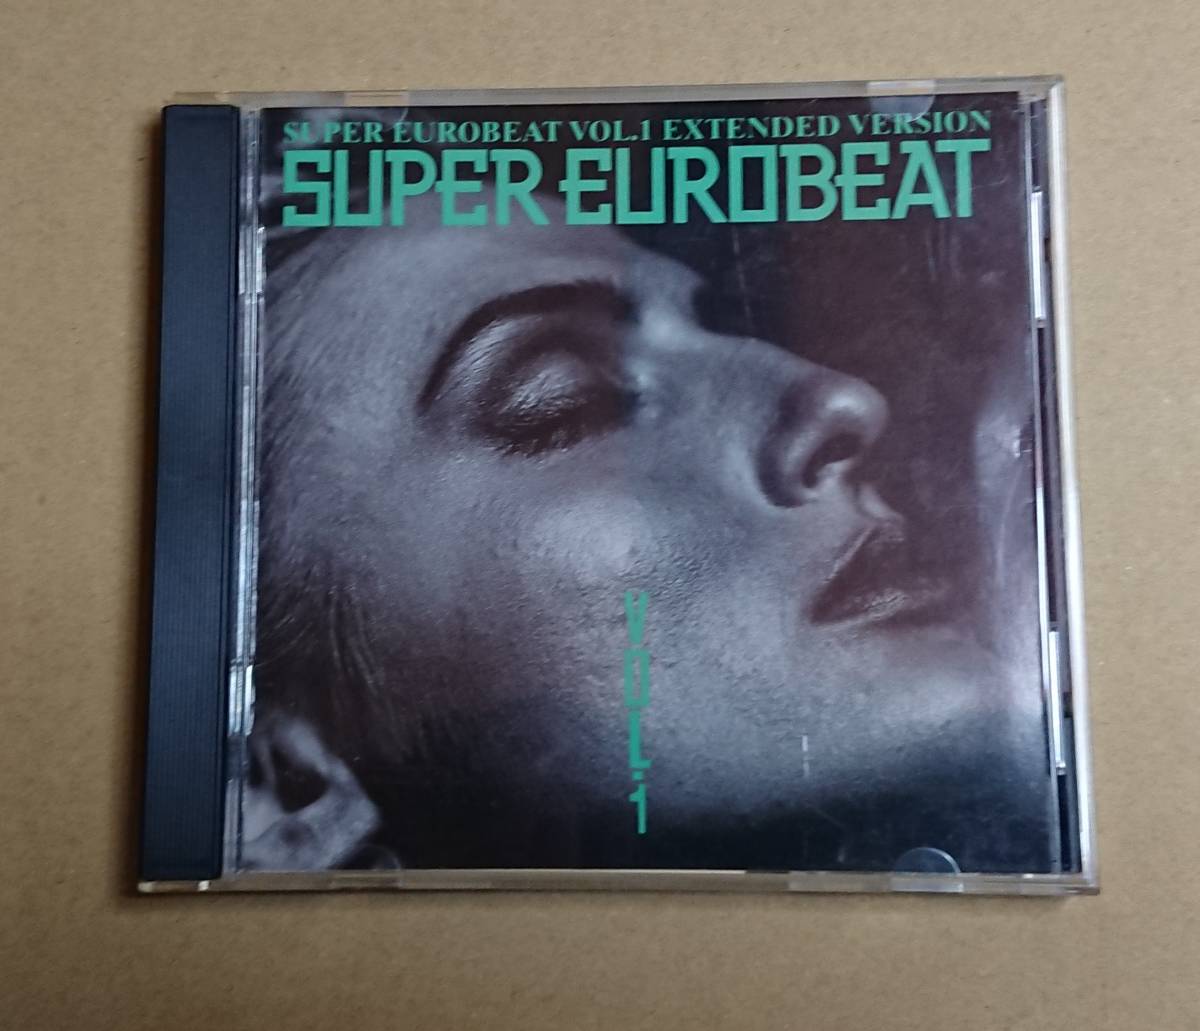 SUPER EUROBEAT VOL.1 EXTENDED VERSION
SUPER EUROBEAT
VOL.1